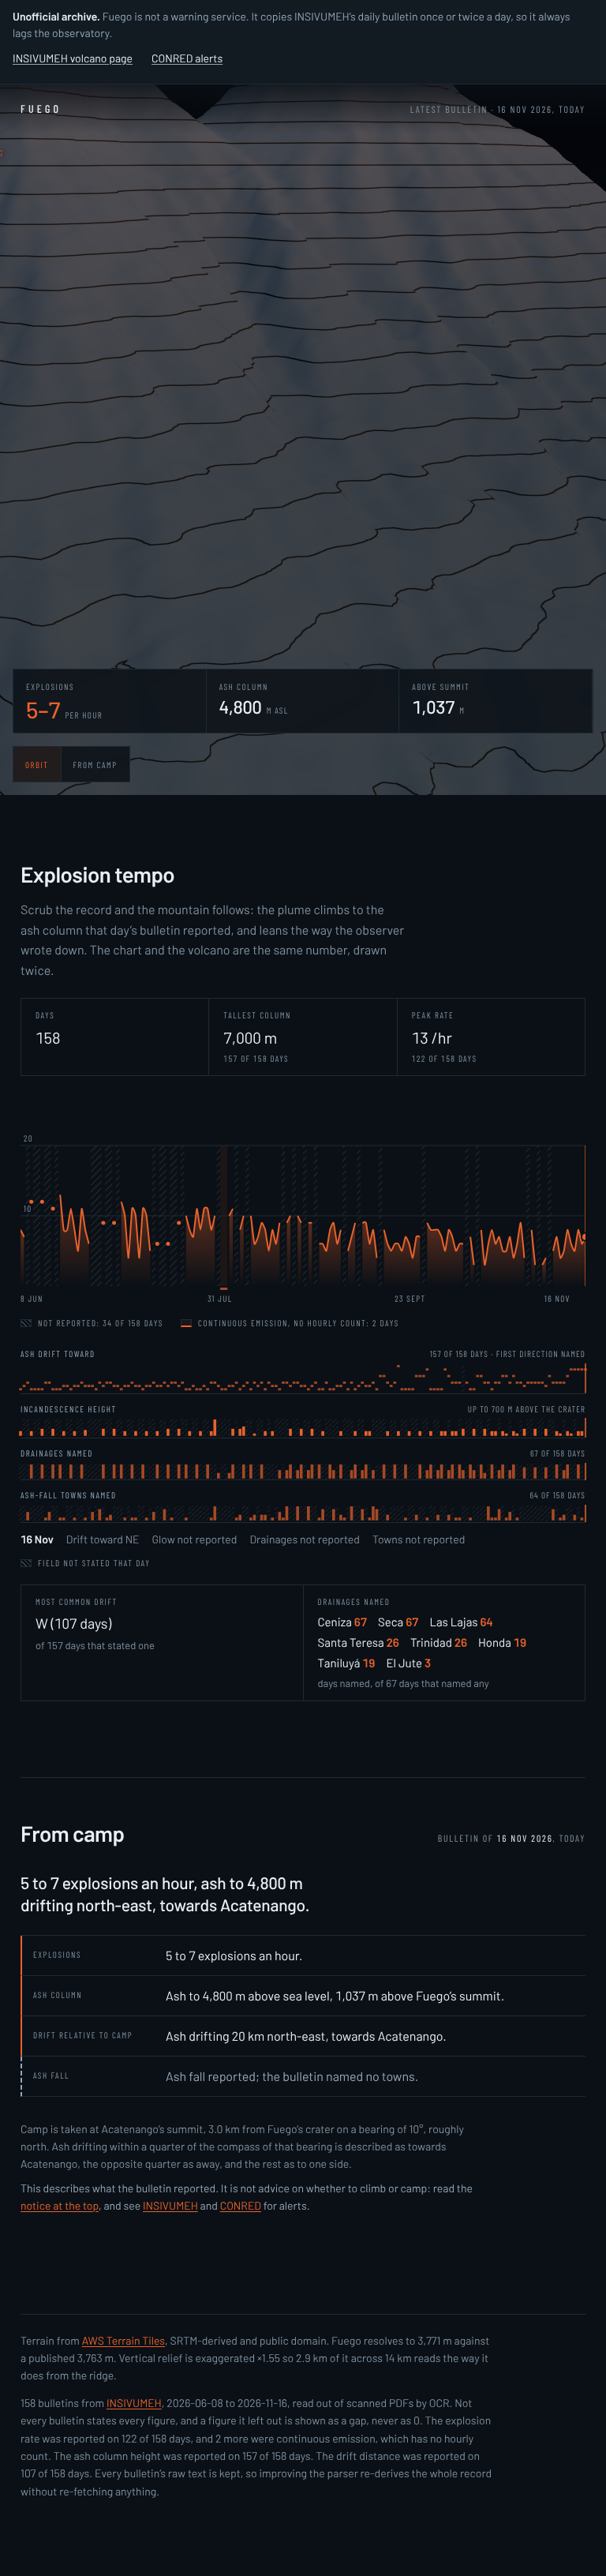 Unofficial archive. Fuego is not a warning service. It copies INSIVUMEH's daily bulletin once or twice a day, so it always
lags the observatory.
INSIVUMEH volcano page CONRED alerts
FUEGO
LATEST BULLETIN · 16 NOV 2026, TODAY
EXPLOSIONS
5–7 PER HOUR
ASH COLUMN
4,800 M ASL
ABOVE SUMMIT
1,037 M
ORBIT FROM CAMP
Explosion tempo
Scrub the record and the mountain follows: the plume climbs to the
ash column that day's bulletin reported, and leans the way the observer
wrote down. The chart and the volcano are the same number, drawn
twice.
DAYS
158
TALLEST COLUMN
7,000 m
157 OF 158 DAYS
PEAK RATE
13 /hr
122 OF 158 DAYS
20
10
8 JUN 31 JUL 23 SEPT 16 NOV
NOT REPORTED: 34 OF 158 DAYS CONTINUOUS EMISSION, NO HOURLY COUNT: 2 DAYS
ASH DRIFT TOWARD 157 OF 158 DAYS · FIRST DIRECTION NAMED
INCANDESCENCE HEIGHT UP TO 700 M ABOVE THE CRATER
DRAINAGES NAMED 67 OF 158 DAYS
ASH-FALL TOWNS NAMED 64 OF 158 DAYS
16 Nov Drift toward NE Glow not reported Drainages not reported Towns not reported
FIELD NOT STATED THAT DAY
MOST COMMON DRIFT
W (107 days)
of 157 days that stated one
DRAINAGES NAMED
Ceniza 67 Seca 67 Las Lajas 64
Santa Teresa 26 Trinidad 26 Honda 19
Taniluyá 19 El Jute 3
days named, of 67 days that named any
From camp
BULLETIN OF 16 NOV 2026, TODAY
5 to 7 explosions an hour, ash to 4,800 m
drifting north-east, towards Acatenango.
EXPLOSIONS 5 to 7 explosions an hour.
ASH COLUMN Ash to 4,800 m above sea level, 1,037 m above Fuego's summit.
DRIFT RELATIVE TO CAMP Ash drifting 20 km north-east, towards Acatenango.
ASH FALL Ash fall reported; the bulletin named no towns.
Camp is taken at Acatenango's summit, 3.0 km from Fuego's crater on a bearing of 10°, roughly
north. Ash drifting within a quarter of the compass of that bearing is described as towards
Acatenango, the opposite quarter as away, and the rest as to one side.
This describes what the bulletin reported. It is not advice on whether to climb or camp: read the
notice at the top, and see INSIVUMEH and CONRED for alerts.
Terrain from AWS Terrain Tiles, SRTM-derived and public domain. Fuego resolves to 3,771 m against
a published 3,763 m. Vertical relief is exaggerated ×1.55 so 2.9 km of it across 14 km reads the way it
does from the ridge.
158 bulletins from INSIVUMEH, 2026-06-08 to 2026-11-16, read out of scanned PDFs by OCR. Not
every bulletin states every figure, and a figure it left out is shown as a gap, never as 0. The explosion
rate was reported on 122 of 158 days, and 2 more were continuous emission, which has no hourly
count. The ash column height was reported on 157 of 158 days. The drift distance was reported on
107 of 158 days. Every bulletin's raw text is kept, so improving the parser re-derives the whole record
without re-fetching anything.